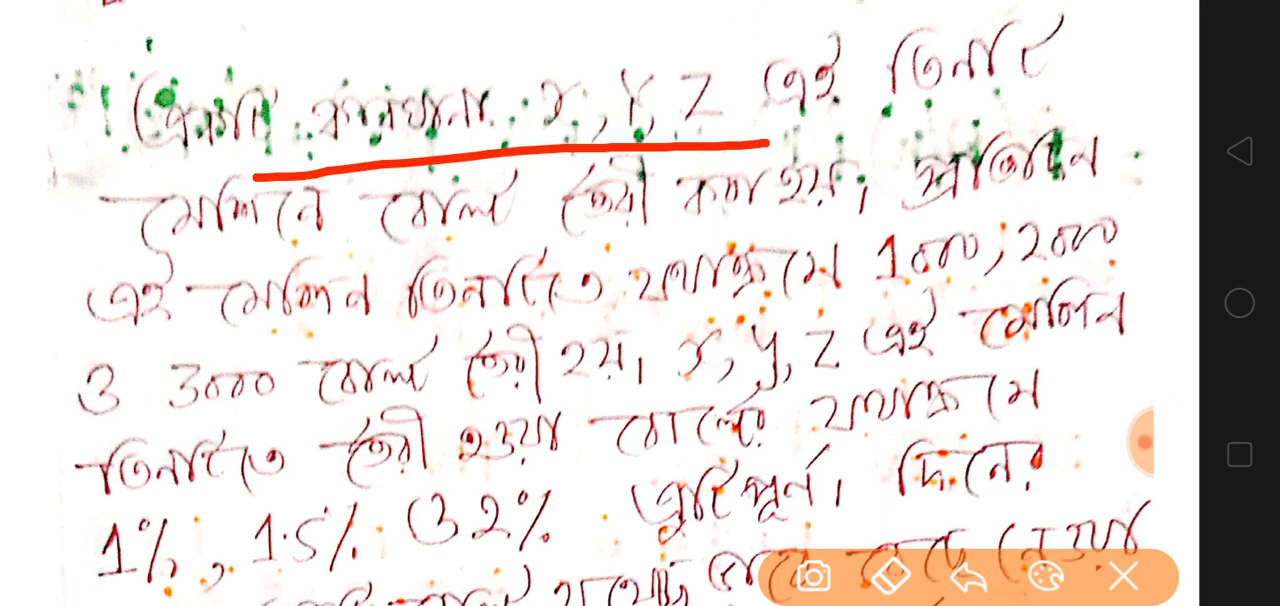 একটি কারখানা X, Y, Z এই তিনটি
মেশিনে বোল্ট তৈরী করা হয়। প্রতিদিন
এই মেশিন তিনটিতে যথাক্রমে 1000, 2000
ও 3000 বোল্ট তৈরী হয়। X, Y, Z এই মেশিন
তিনটিতে তৈরী হওয়া বোল্টের যথাক্রমে
1%, 1.5% ও 2% ত্রুটিপূর্ণ। দিনের